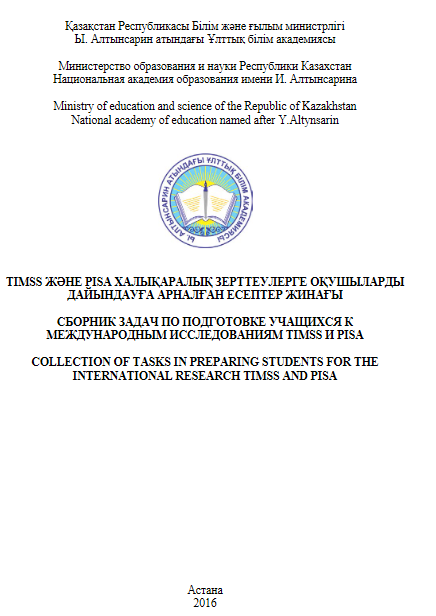 Қазақстан Республикасы Білім және ғылым министрлігі
Ы. Алтынсарин атындағы Ұлттық білім академиясы
Министерство образования и науки Республики Казахстан
Национальная академия образования имени И. Алтынсарина
Ministry of education and science of the Republic of Kazakhstan
National academy of education named after Y.Altynsarin
Ы. АЛТЫНСАРИН АТЫНДАҒЫ ҰЛТТЫҚ БІЛІМ АКАДЕМИЯСЫ
TIMSS ЖӘНЕ PISA ХАЛЫҚАРАЛЫҚ ЗЕРТТЕУЛЕРГЕ ОҚУШЫЛАРДЫ
ДАЙЫНДАУҒА АРНАЛҒАН ЕСЕПТЕР ЖИНАҒЫ
СБОРНИК ЗАДАЧ ПО ПОДГОТОВКЕ УЧАЩИХСЯ К
МЕЖДУНАРОДНЫМ ИССЛЕДОВАНИЯМ TIMSS И PISA
COLLECTION OF TASKS IN PREPARING STUDENTS FOR THE
INTERNATIONAL RESEARCH TIMSS AND PISA
Астана
2016